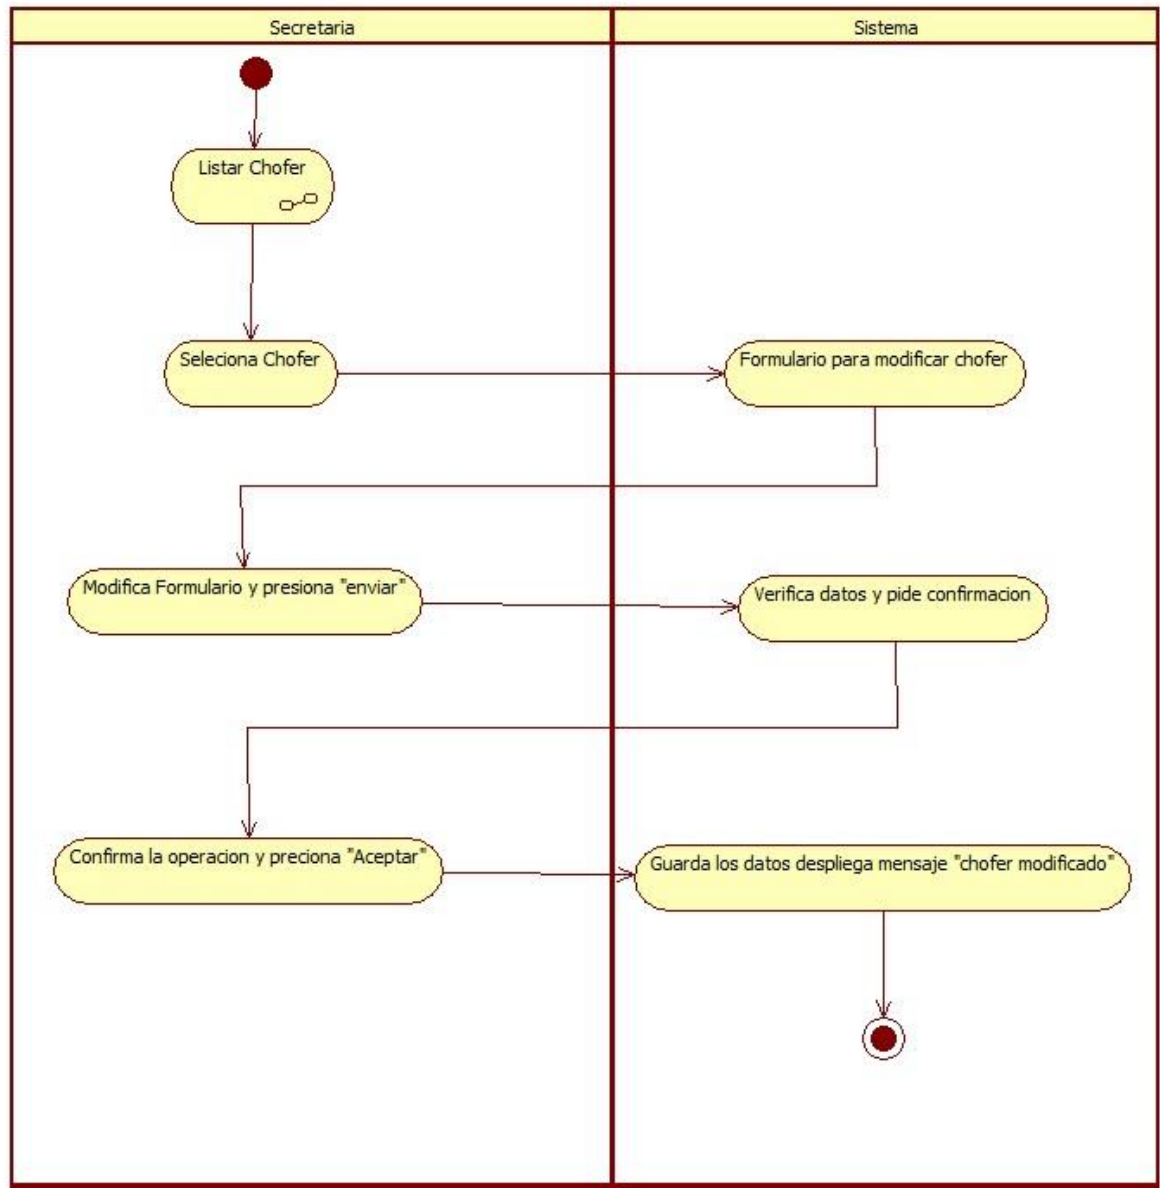 Secretaria
Sistema
Listar Chofer
Seleciona Chofer
Formulario para modificar chofer
Modifica Formulario y presiona "enviar"
Verifica datos y pide confirmacion
Confirma la operacion y preciona "Aceptar"
Guarda los datos despliega mensaje "chofer modificado"